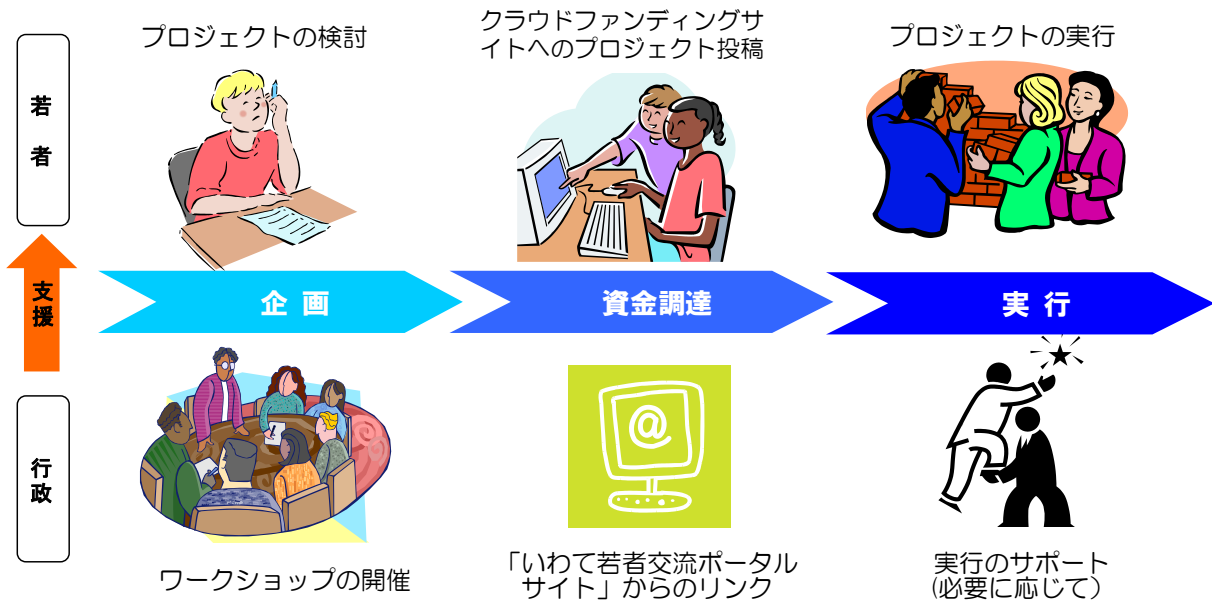 プロジェクトの検討
クラウドファンディングサ
イトへのプロジェクト投稿
プロジェクトの実行
若者
支援
企 画
資金調達
実 行
行政
@
ワークショップの開催
「いわて若者交流ポータル
サイト」からのリンク
実行のサポート
(必要に応じて)